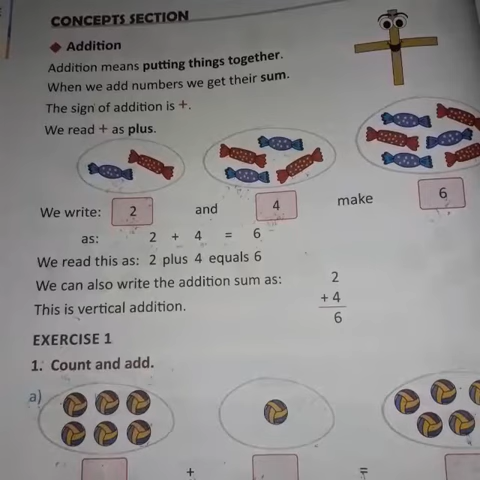 CONCEPTS SECTION
◆ Addition
Addition means putting things together.
When we add numbers we get their sum.
The sign of addition is +.
We read + as plus.
We write: 2 and 4 make 6
as: 2 + 4 = 6
We read this as: 2 plus 4 equals 6
We can also write the addition sum as:
2
+ 4
6
This is vertical addition.
EXERCISE 1
1. Count and add.
a)
+ =